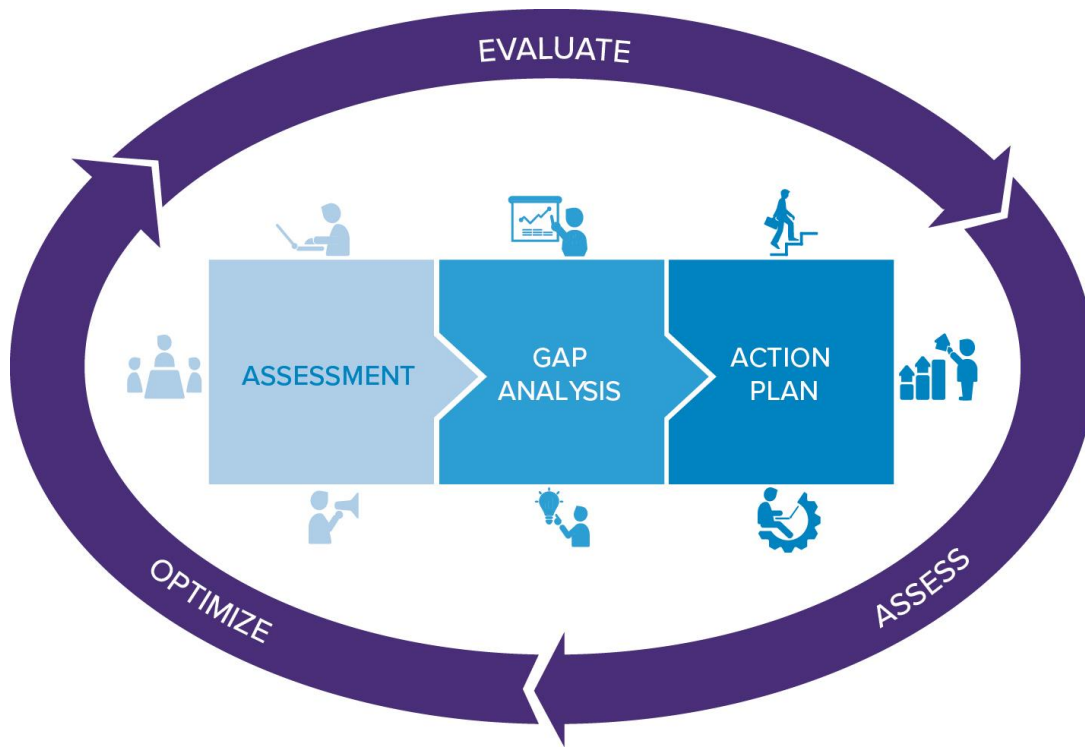 EVALUATE
ASSESSMENT
GAP
ANALYSIS
ACTION
PLAN
OPTIMIZE
ASSESS